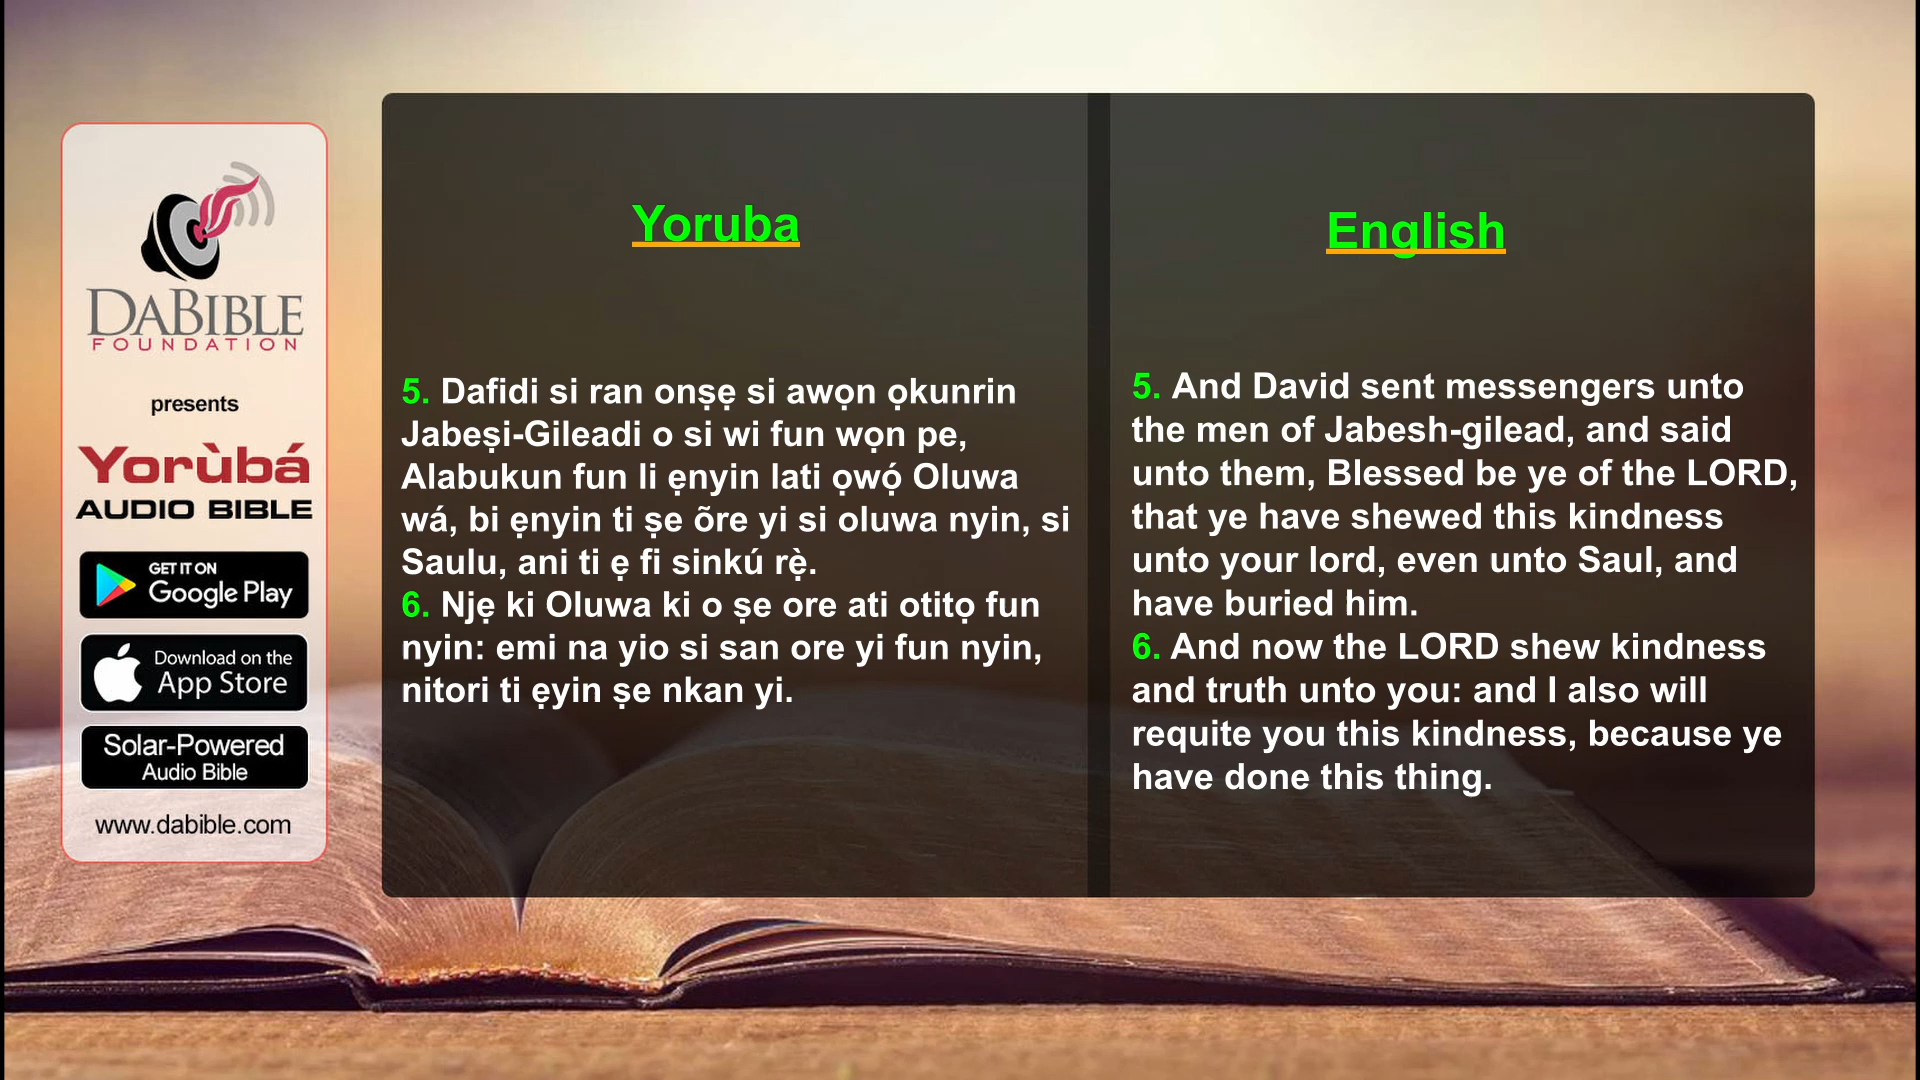 DABIBLE
FOUNDATION
presents
Yorùbá
AUDIO BIBLE
GET IT ON
Google Play
Download on the
App Store
Solar-Powered
Audio Bible
www.dabible.com
Yoruba
5. Dafidi si ran onṣẹ si awọn ọkunrin
Jabeṣi-Gileadi o si wi fun wọn pe,
Alabukun fun li ẹnyin lati ọwọ́ Oluwa
wá, bi ẹnyin ti ṣe õre yi si oluwa nyin, si
Saulu, ani ti ẹ fi sinkú rẹ̀.
6. Njẹ ki Oluwa ki o ṣe ore ati otitọ fun
nyin: emi na yio si san ore yi fun nyin,
nitori ti ẹyin ṣe nkan yi.
English
5. And David sent messengers unto
the men of Jabesh-gilead, and said
unto them, Blessed be ye of the LORD,
that ye have shewed this kindness
unto your lord, even unto Saul, and
have buried him.
6. And now the LORD shew kindness
and truth unto you: and I also will
requite you this kindness, because ye
have done this thing.